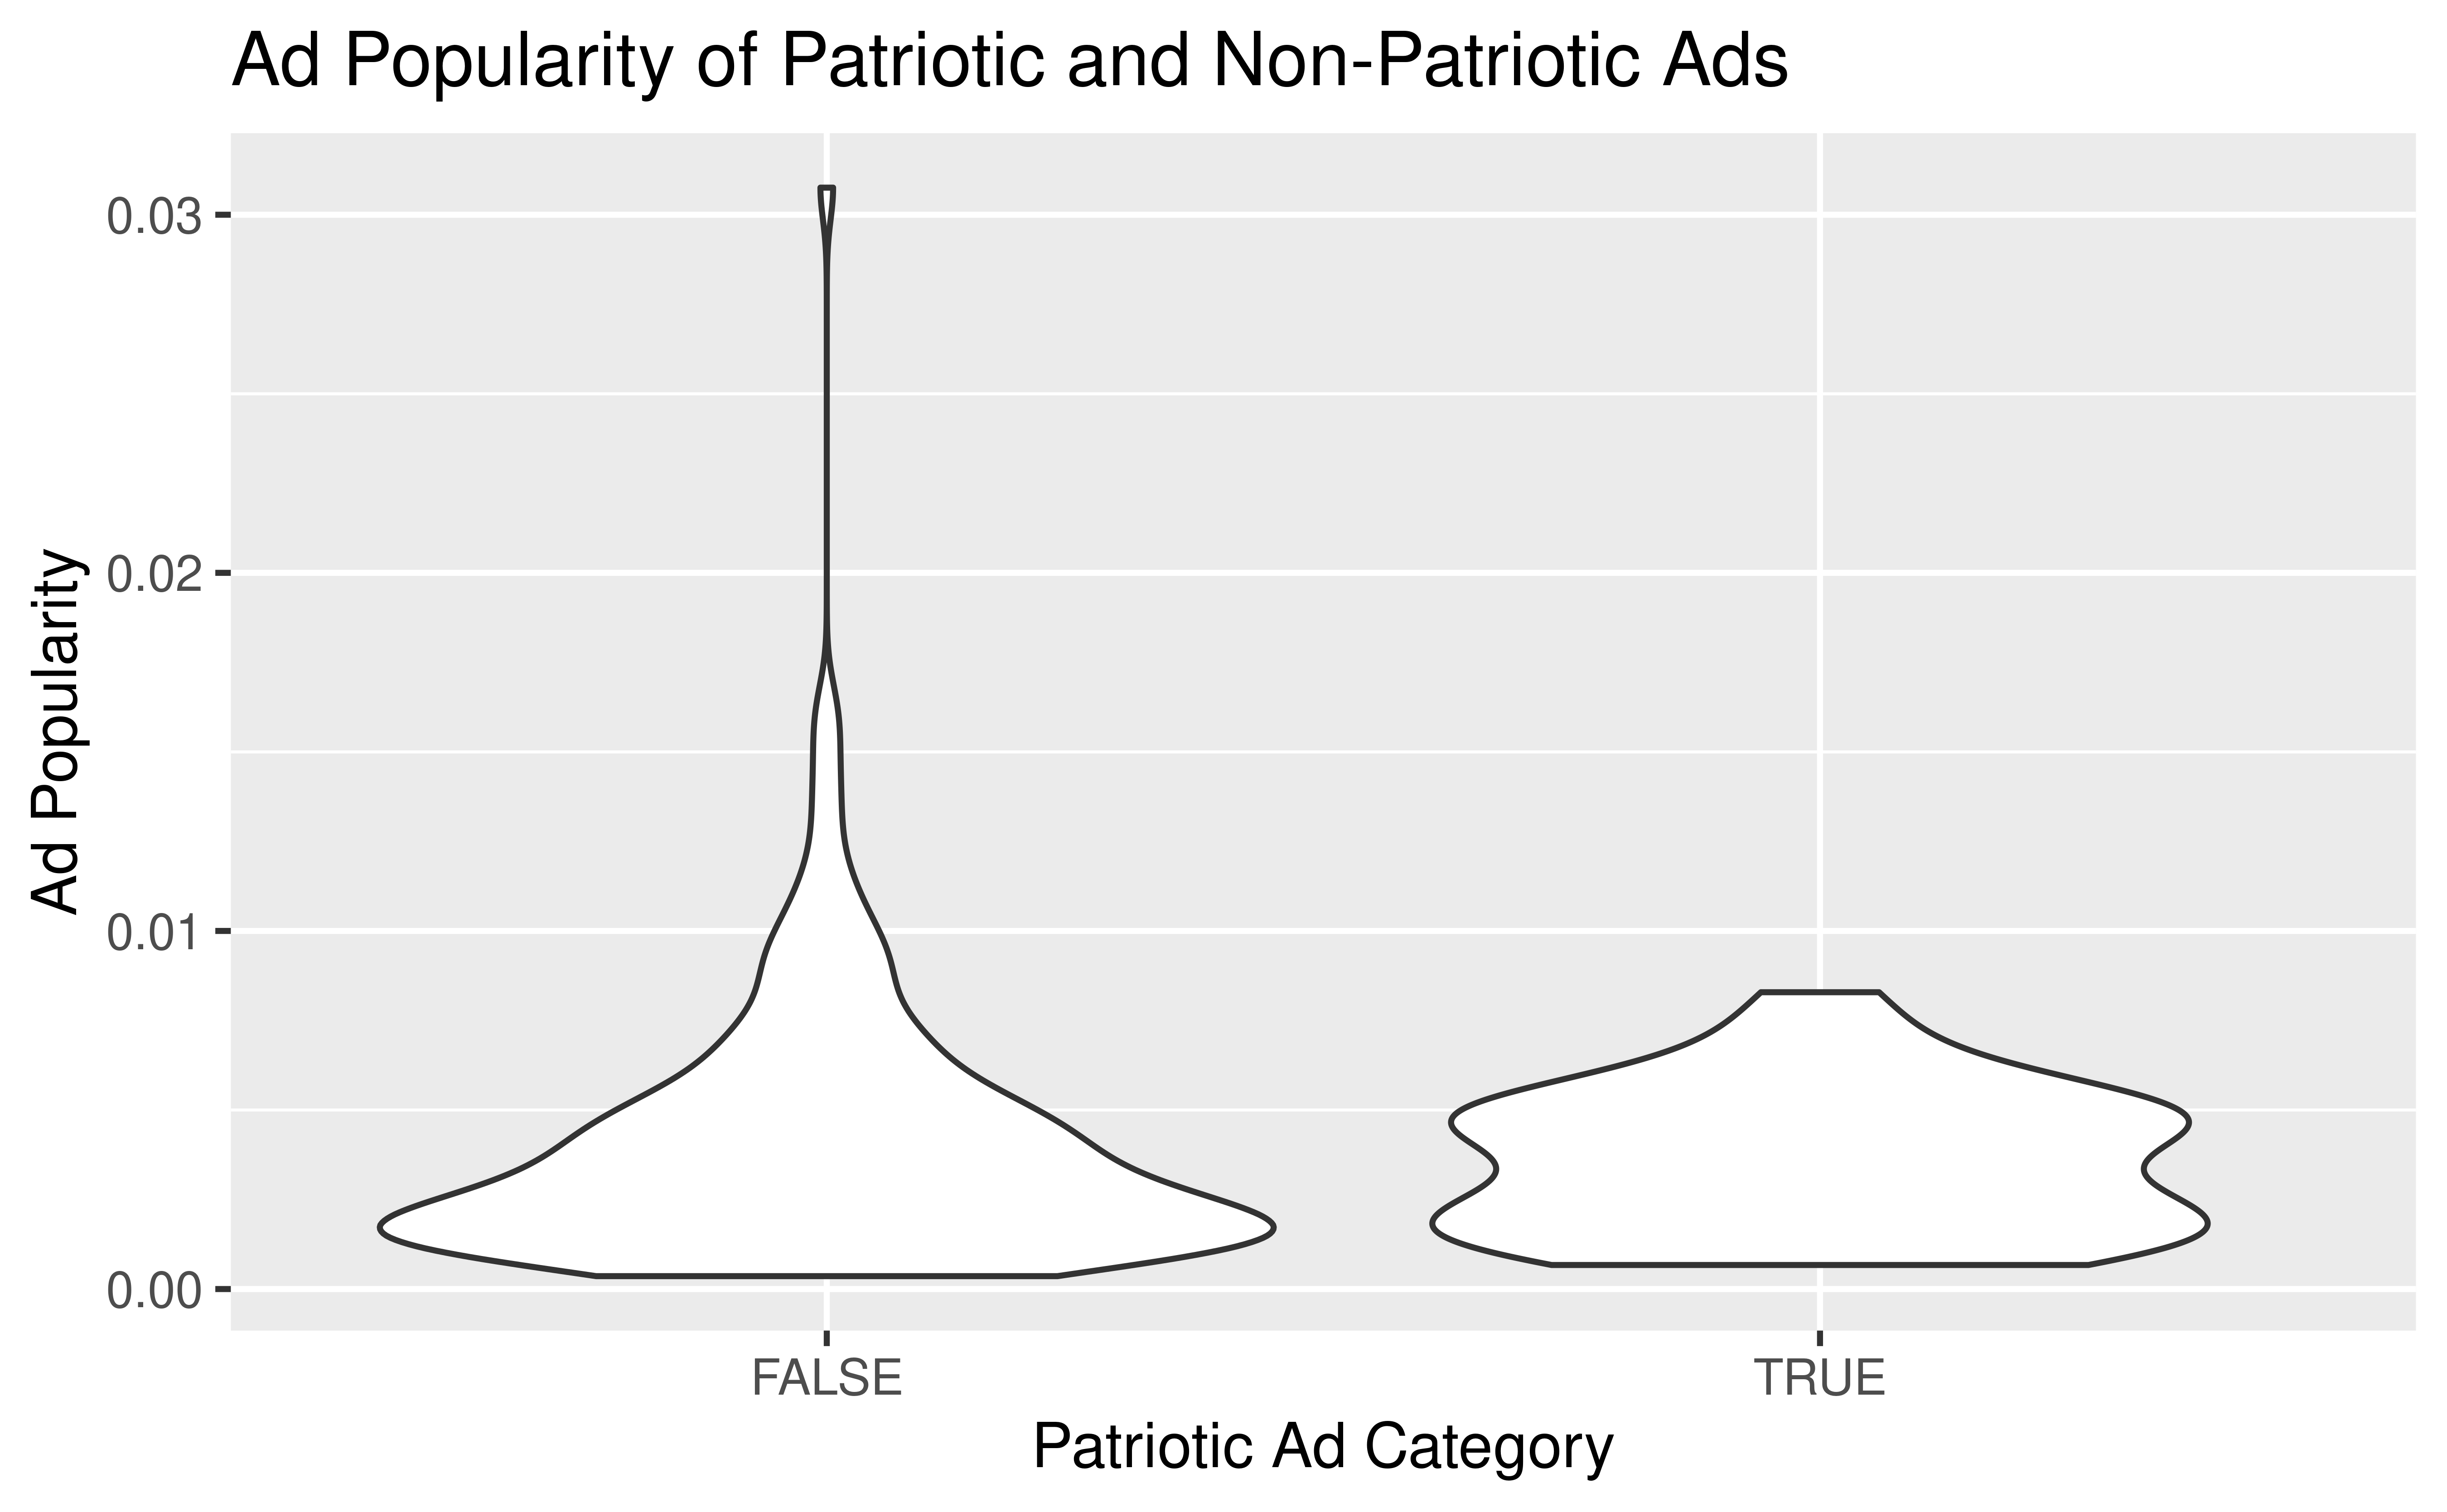 Ad Popularity of Patriotic and Non-Patriotic Ads
Ad Popularity
0.03
0.02
0.01
0.00
FALSE
TRUE
Patriotic Ad Category